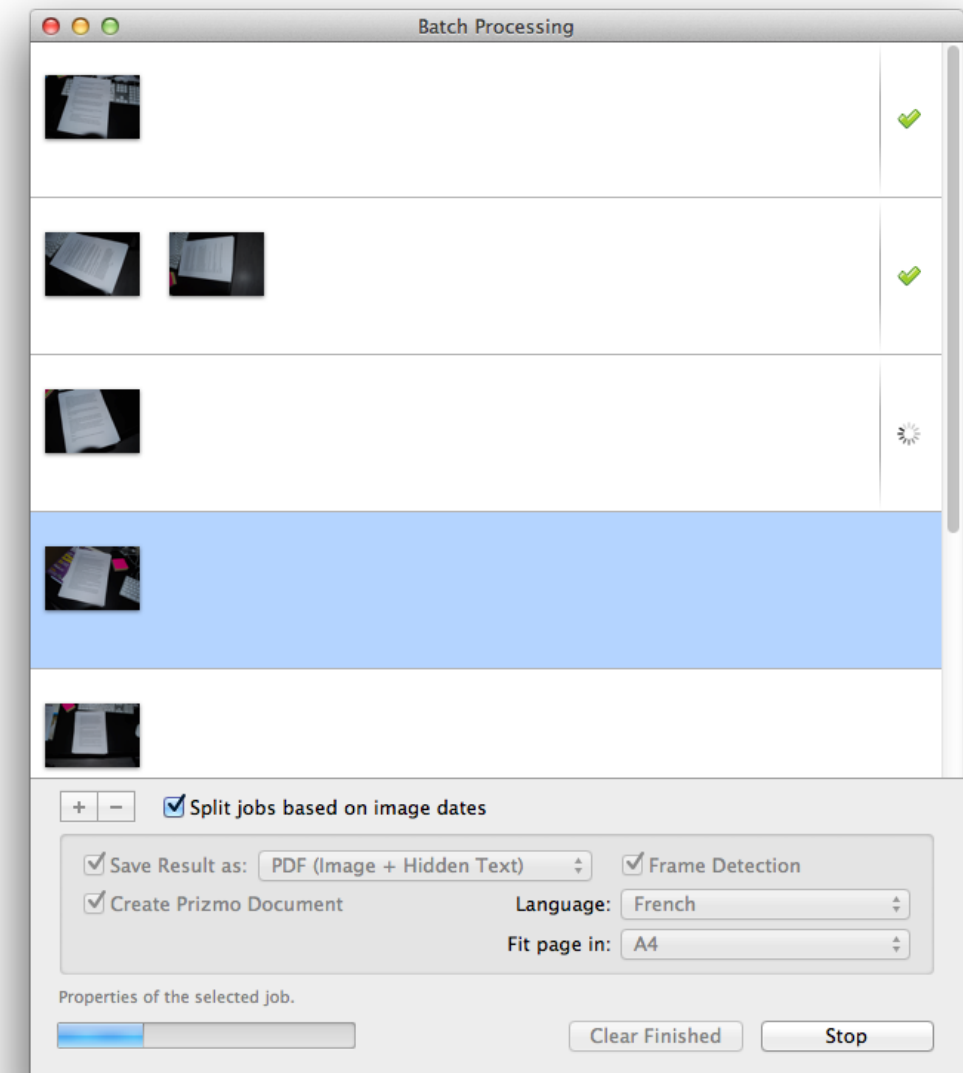 Batch Processing
+ − Split jobs based on image dates
Save Result as: PDF (Image + Hidden Text) Frame Detection
Create Prizmo Document Language: French
Fit page in: A4
Properties of the selected job.
Clear Finished Stop